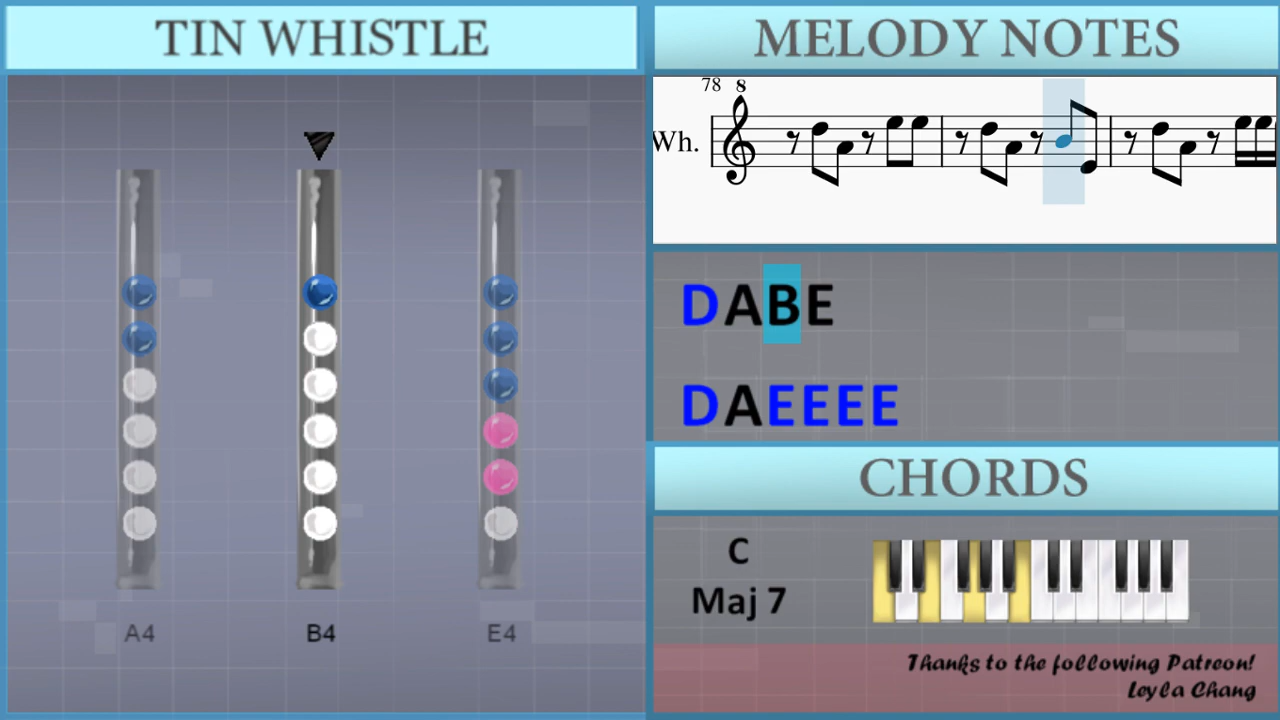 TIN WHISTLE
A4 B4 E4
MELODY NOTES
78 8
Wh.
DABE
DAEEEE
CHORDS
C
Maj 7
Thanks to the following Patreon!
Leyla Chang